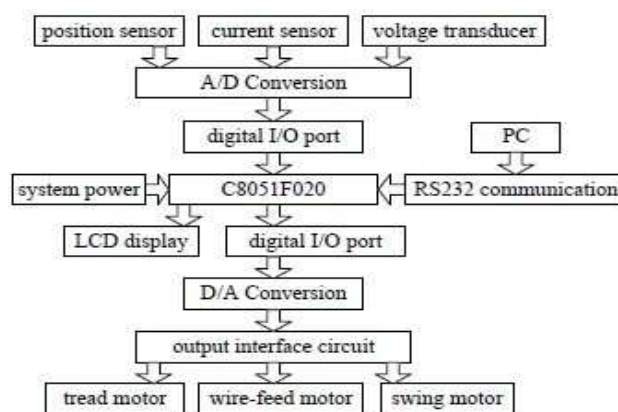 position sensor
current sensor
voltage transducer
A/D Conversion
digital I/O port
PC
system power
C8051F020
RS232 communication
LCD display
digital I/O port
D/A Conversion
output interface circuit
tread motor
wire-feed motor
swing motor